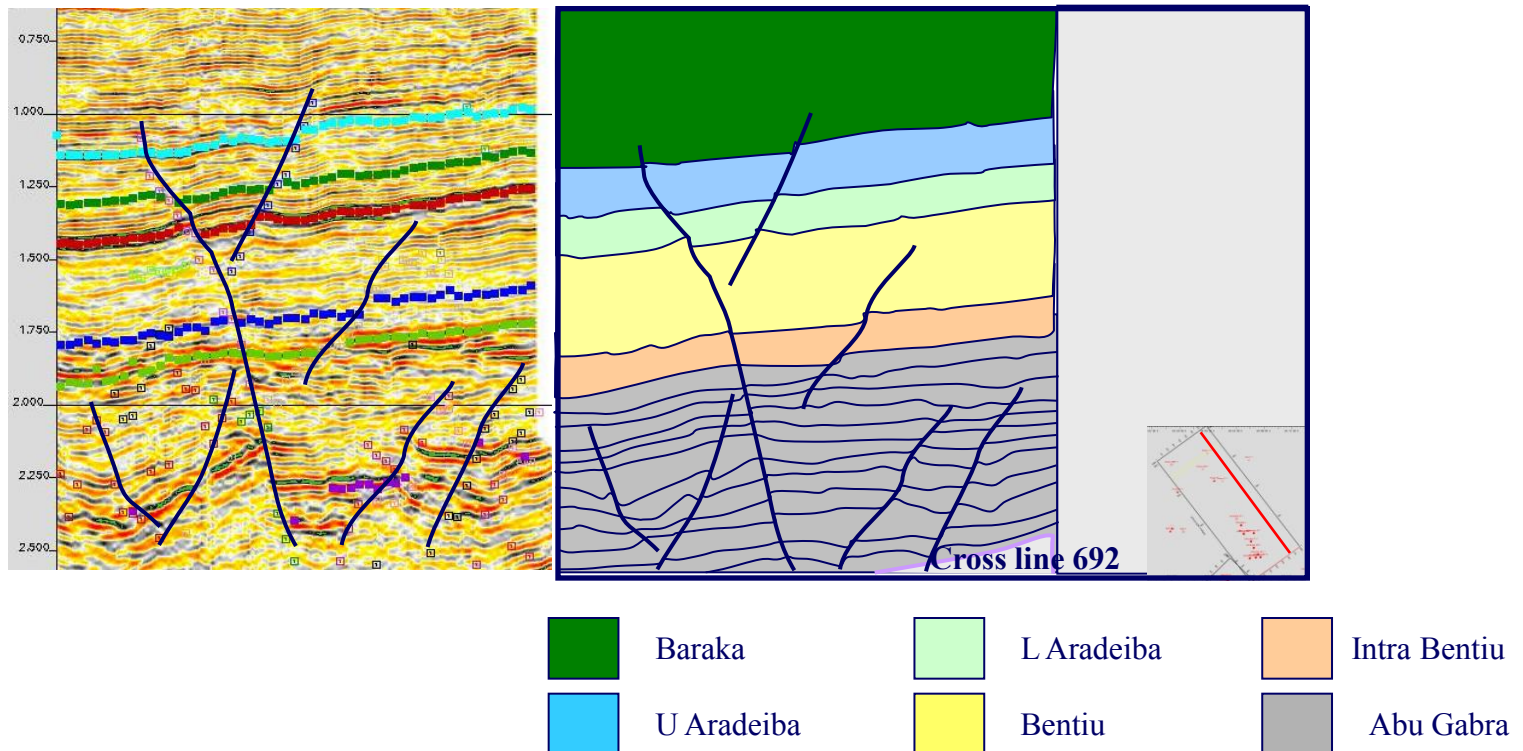 0.750
1.000
1.250
1.500
1.750
2.000
2.250
2.500
Cross line 692
Baraka
L Aradeiba
Intra Bentiu
U Aradeiba
Bentiu
Abu Gabra